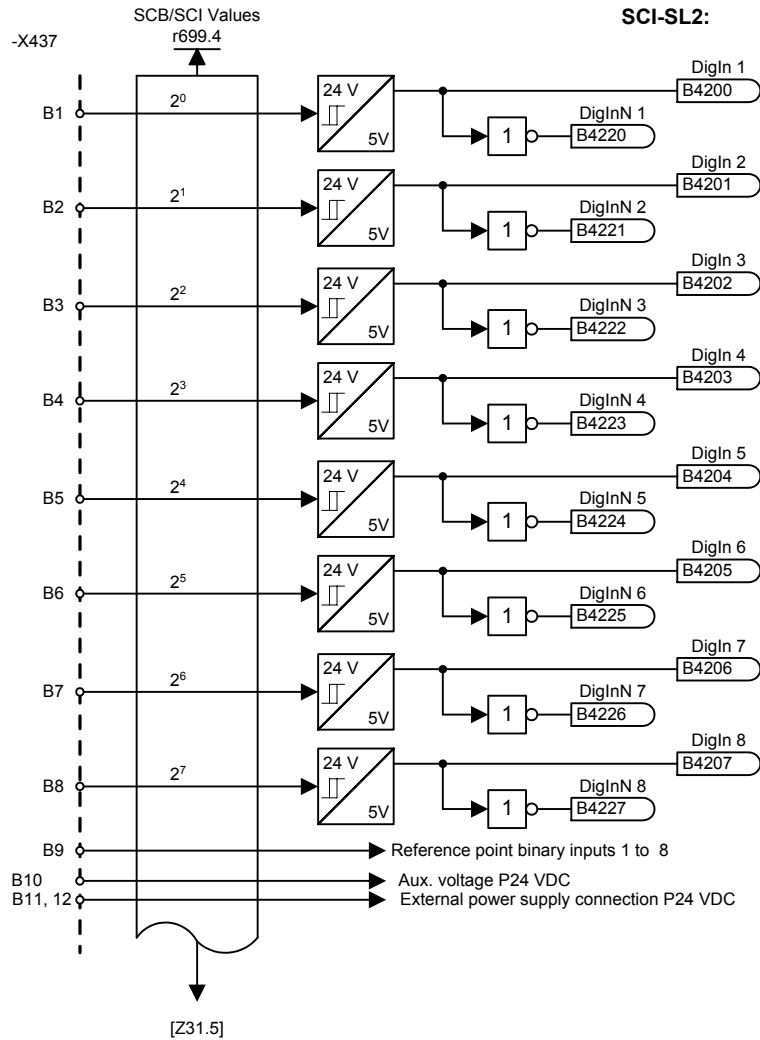 SCB/SCI Values
SCI-SL2:
-X437
r699.4
DigIn 1
B1
2⁰
24 V
5V
B4200
DigInN 1
1
B4220
DigIn 2
B2
2¹
24 V
5V
B4201
DigInN 2
1
B4221
DigIn 3
B3
2²
24 V
5V
B4202
DigInN 3
1
B4222
DigIn 4
B4
2³
24 V
5V
B4203
DigInN 4
1
B4223
DigIn 5
B5
2⁴
24 V
5V
B4204
DigInN 5
1
B4224
DigIn 6
B6
2⁵
24 V
5V
B4205
DigInN 6
1
B4225
DigIn 7
B7
2⁶
24 V
5V
B4206
DigInN 7
1
B4226
DigIn 8
B8
2⁷
24 V
5V
B4207
DigInN 8
1
B4227
B9
Reference point binary inputs 1 to 8
B10
Aux. voltage P24 VDC
B11, 12
External power supply connection P24 VDC
[Z31.5]